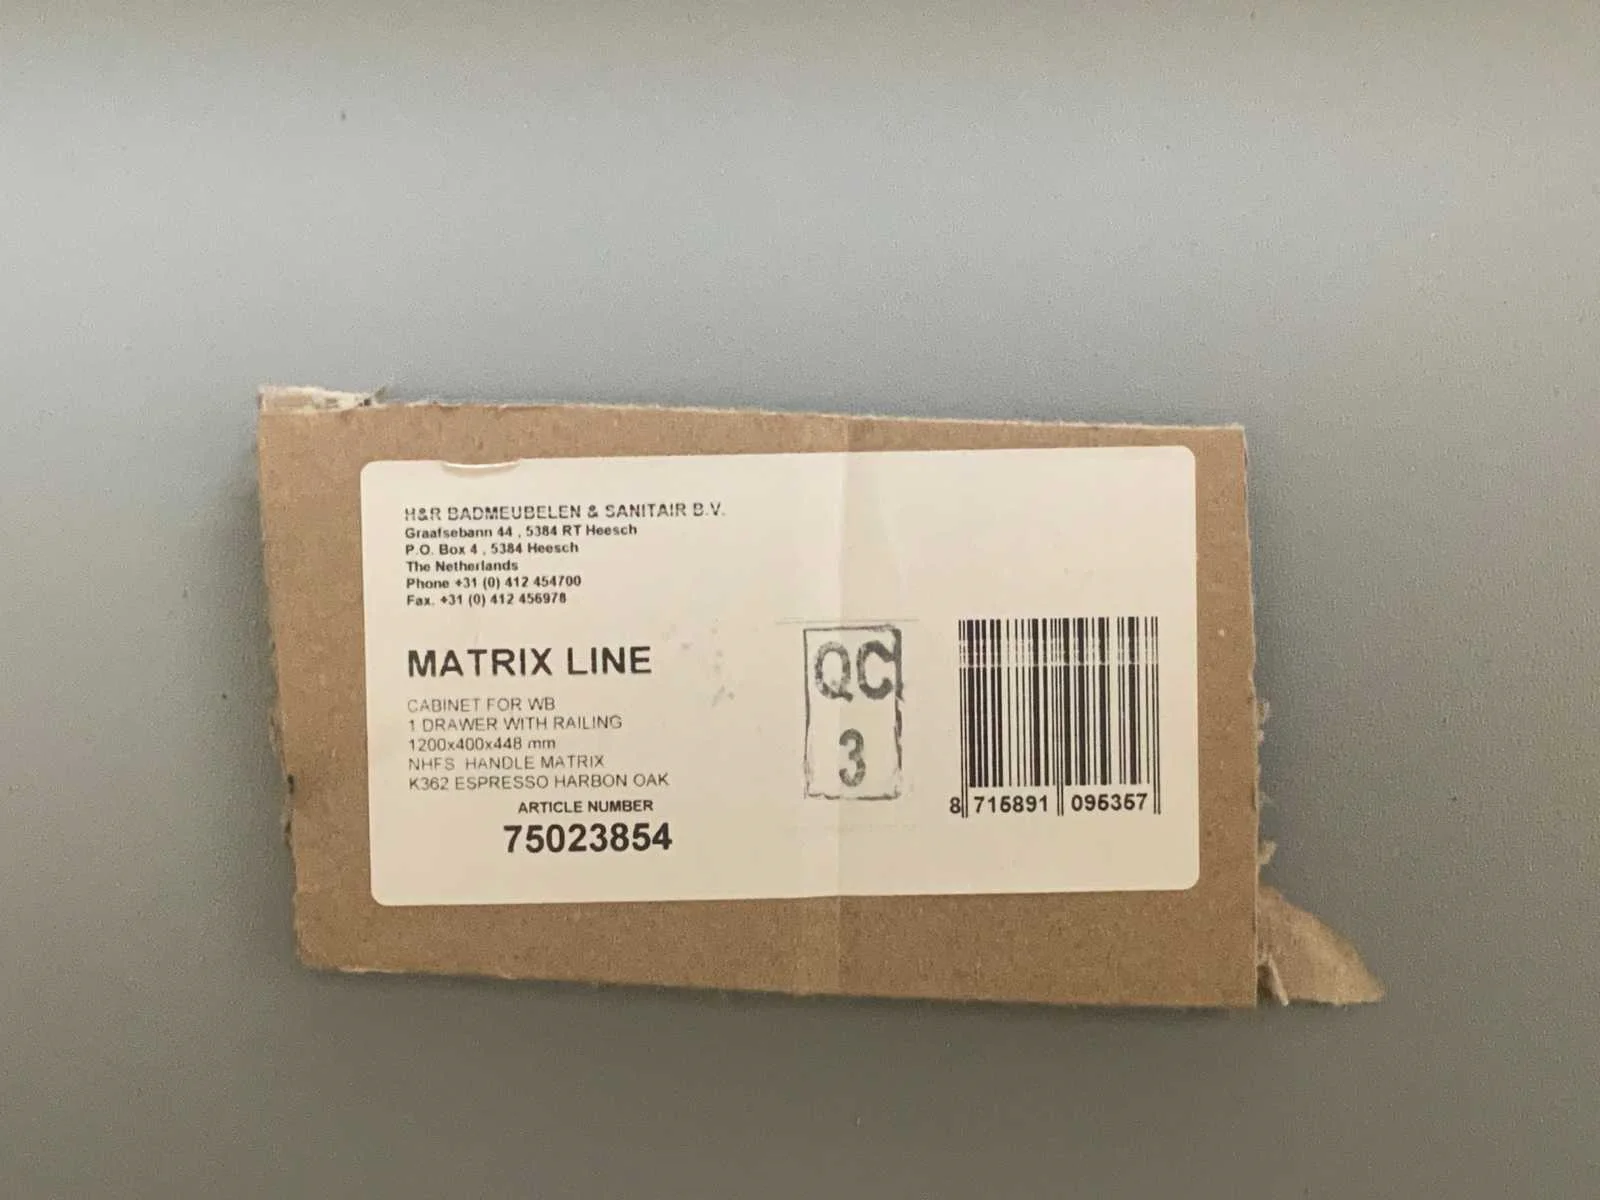 H&R BADMEUBELEN & SANITAIR B.V.
Graafsebann 44 , 5384 RT Heesch
P.O. Box 4 , 5384 Heesch
The Netherlands
Phone +31 (0) 412 454700
Fax. +31 (0) 412 456978
MATRIX LINE
CABINET FOR WB
1 DRAWER WITH RAILING
1200x400x448 mm
NHFS HANDLE MATRIX
K362 ESPRESSO HARBON OAK
ARTICLE NUMBER
75023854
QC
3
8 715891 095357